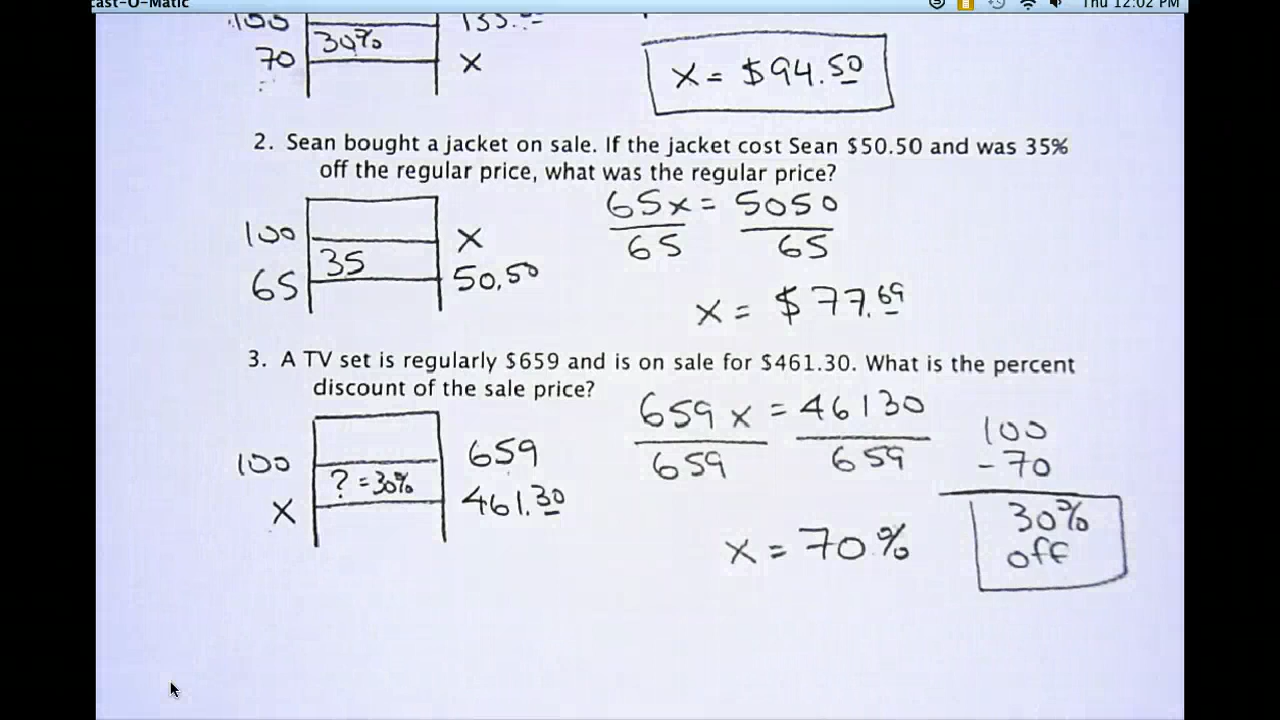 cast-O-Matic Thu 12:02 PM
100
30%
70 x
x = $94.50
2. Sean bought a jacket on sale. If the jacket cost Sean $50.50 and was 35%
off the regular price, what was the regular price?
65x = 5050
65 65
100 x
35
65 50.50
x = $77.69
3. A TV set is regularly $659 and is on sale for $461.30. What is the percent
discount of the sale price?
659x = 46130
659 659
100 659
? = 30%
x 461.30
100
- 70
x = 70%
30%
off